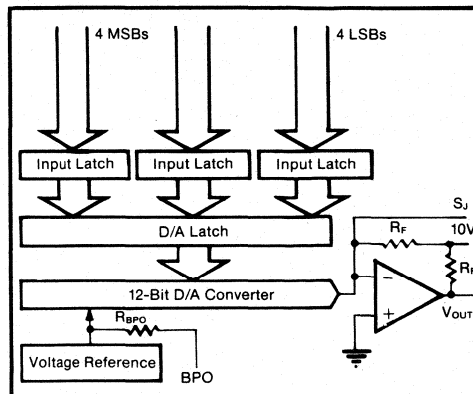 4 MSBs
4 LSBs
Input Latch
Input Latch
Input Latch
D/A Latch
12-Bit D/A Converter
RBPO
Voltage Reference
BPO
SJ
RF
10V
VOUT